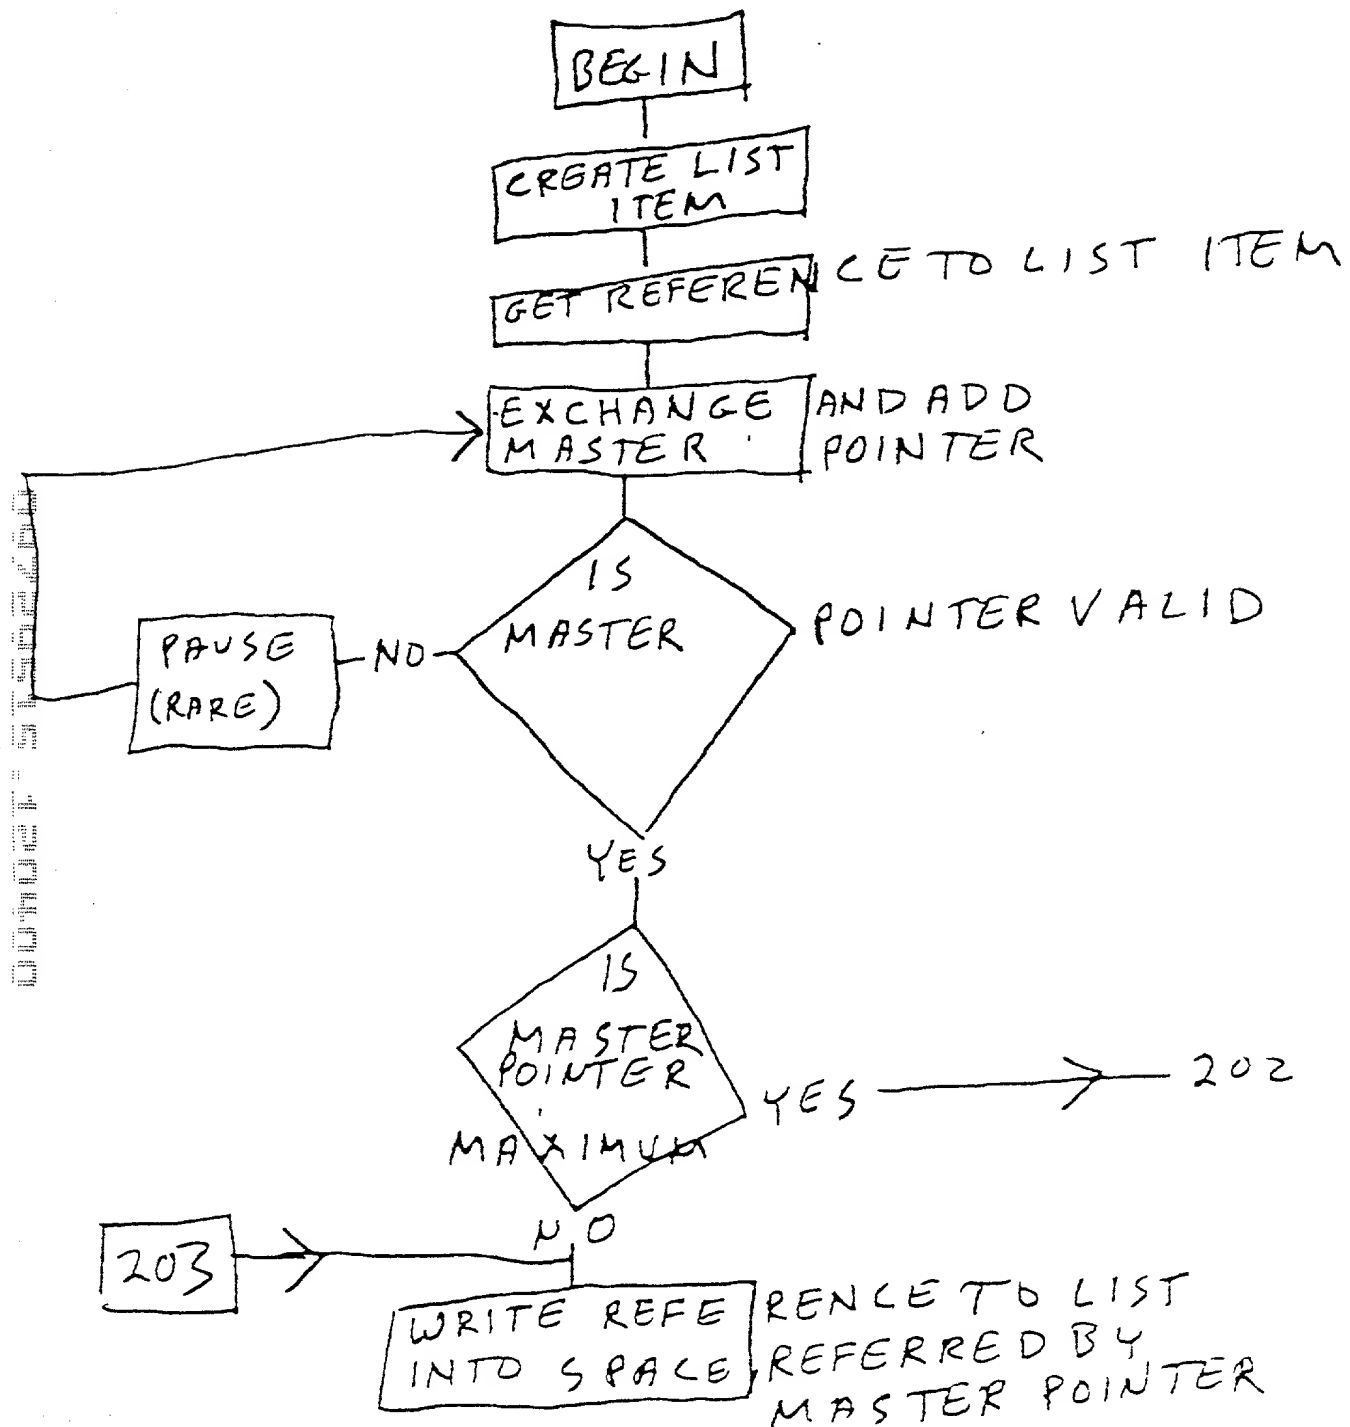 BEGIN
CREATE LIST
ITEM
GET REFERENCE TO LIST ITEM
EXCHANGE AND ADD
MASTER POINTER
IS
MASTER POINTER VALID
PAUSE
(RARE)
NO
YES
IS
MASTER
POINTER
MAXIMUM
YES
202
NO
203
WRITE REFERENCE TO LIST
INTO SPACE REFERRED BY
MASTER POINTER